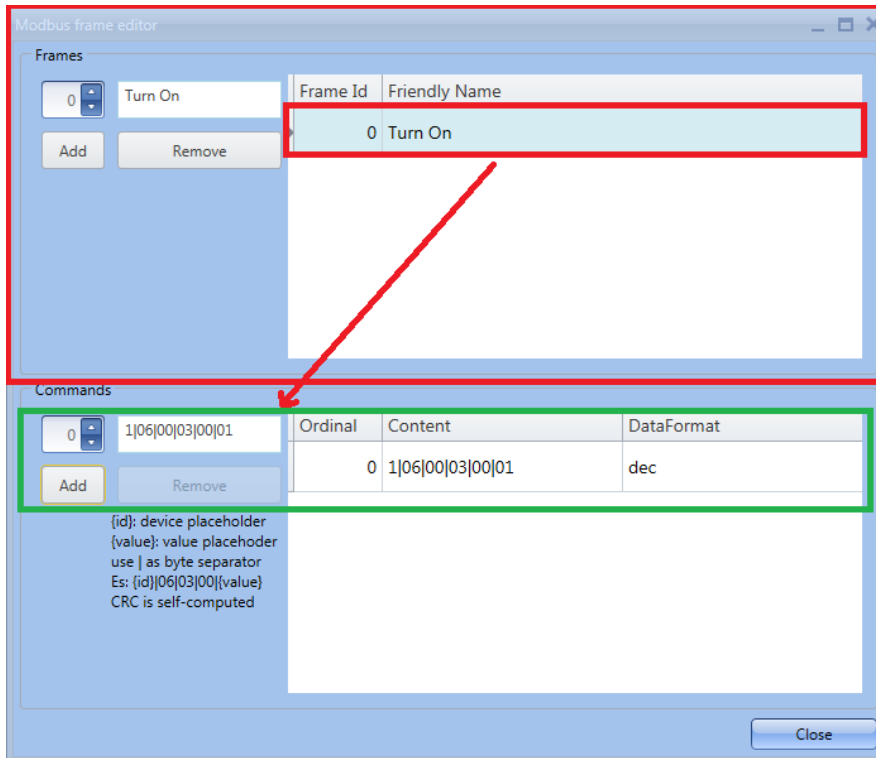 Modbus frame editor
Frames
0 Turn On
Add Remove
Frame Id Friendly Name
0 Turn On
Commands
0 1|06|00|03|00|01
Add Remove
{id}: device placeholder
{value}: value placehoder
use | as byte separator
Es: {id}|06|03|00|{value}
CRC is self-computed
Ordinal Content DataFormat
0 1|06|00|03|00|01 dec
Close